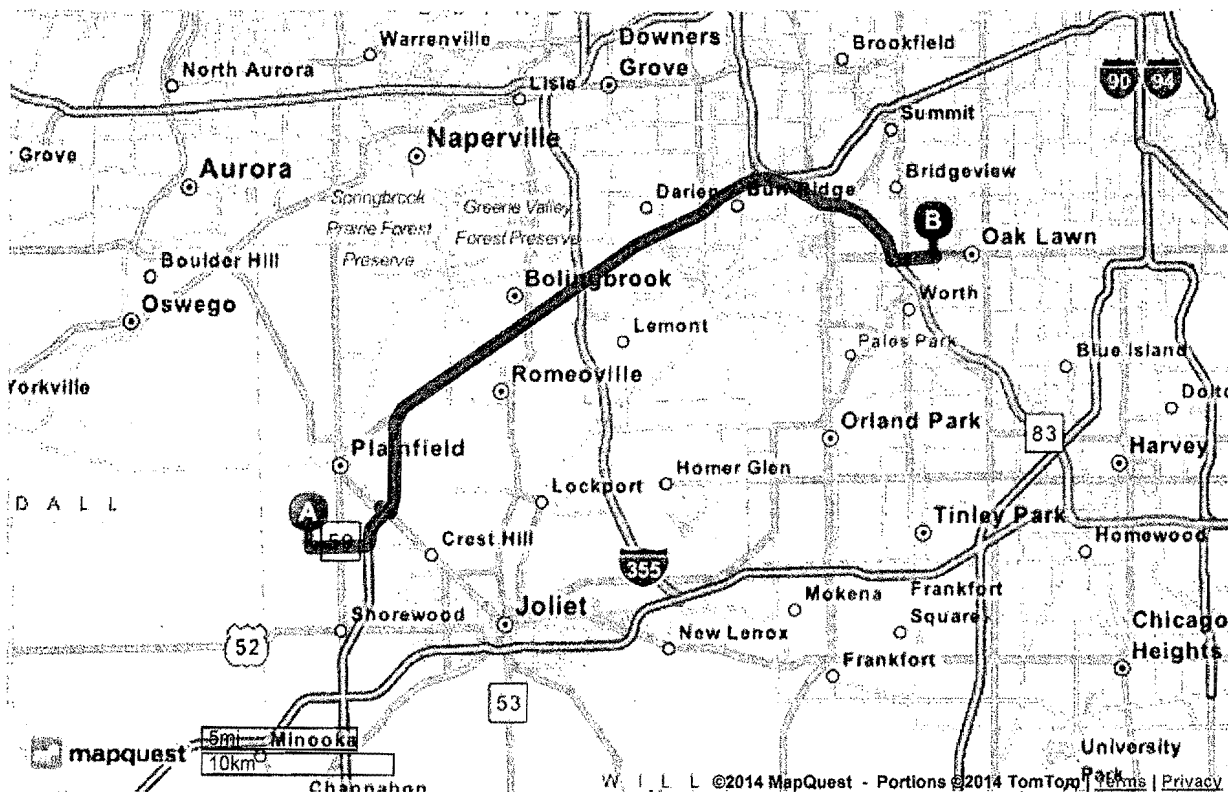 Warrenville
Downers
Grove
Brookfield
North Aurora
Lisle
90
94
Summit
Naperville
Grove
Aurora
Bridgeview
Springbrook
Prairie Forest
Preserve
Greene Valley
Forest Preserve
Darien
Burr Ridge
B
Oak Lawn
Boulder Hill
Bolingbrook
Oswego
Worth
Lemont
Palos Park
Blue Island
Yorkville
Romeoville
Dolto
Orland Park
83
Plainfield
Harvey
Homer Glen
D A L L
Lockport
A
59
Tinley Park
Crest Hill
Homewood
355
Joliet
Mokena
Frankfort
Square
Shorewood
Chicago
Heights
52
New Lenox
Frankfort
53
mapquest
5mi
Minooka
10km
University
Park
Channahon
W I L L
©2014 MapQuest - Portions ©2014 TomTom | Terms | Privacy